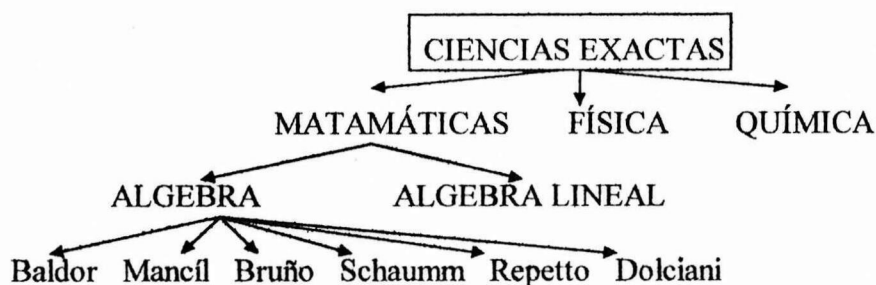 CIENCIAS EXACTAS
MATAMÁTICAS FÍSICA QUÍMICA
ALGEBRA ALGEBRA LINEAL
Baldor Mancíl Bruño Schaumm Repetto Dolciani